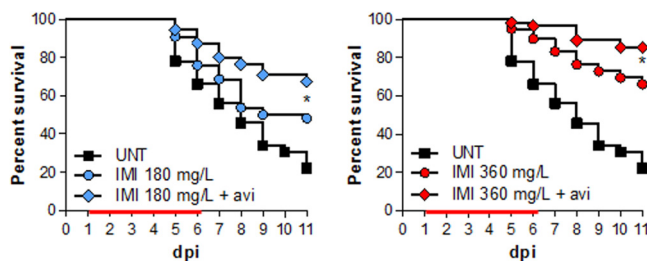 100
80
60
40
20
0
Percent survival
UNT
IMI 180 mg/L
IMI 180 mg/L + avi
*
0 1 2 3 4 5 6 7 8 9 10 11
dpi
100
80
60
40
20
0
Percent survival
UNT
IMI 360 mg/L
IMI 360 mg/L + avi
*
0 1 2 3 4 5 6 7 8 9 10 11
dpi